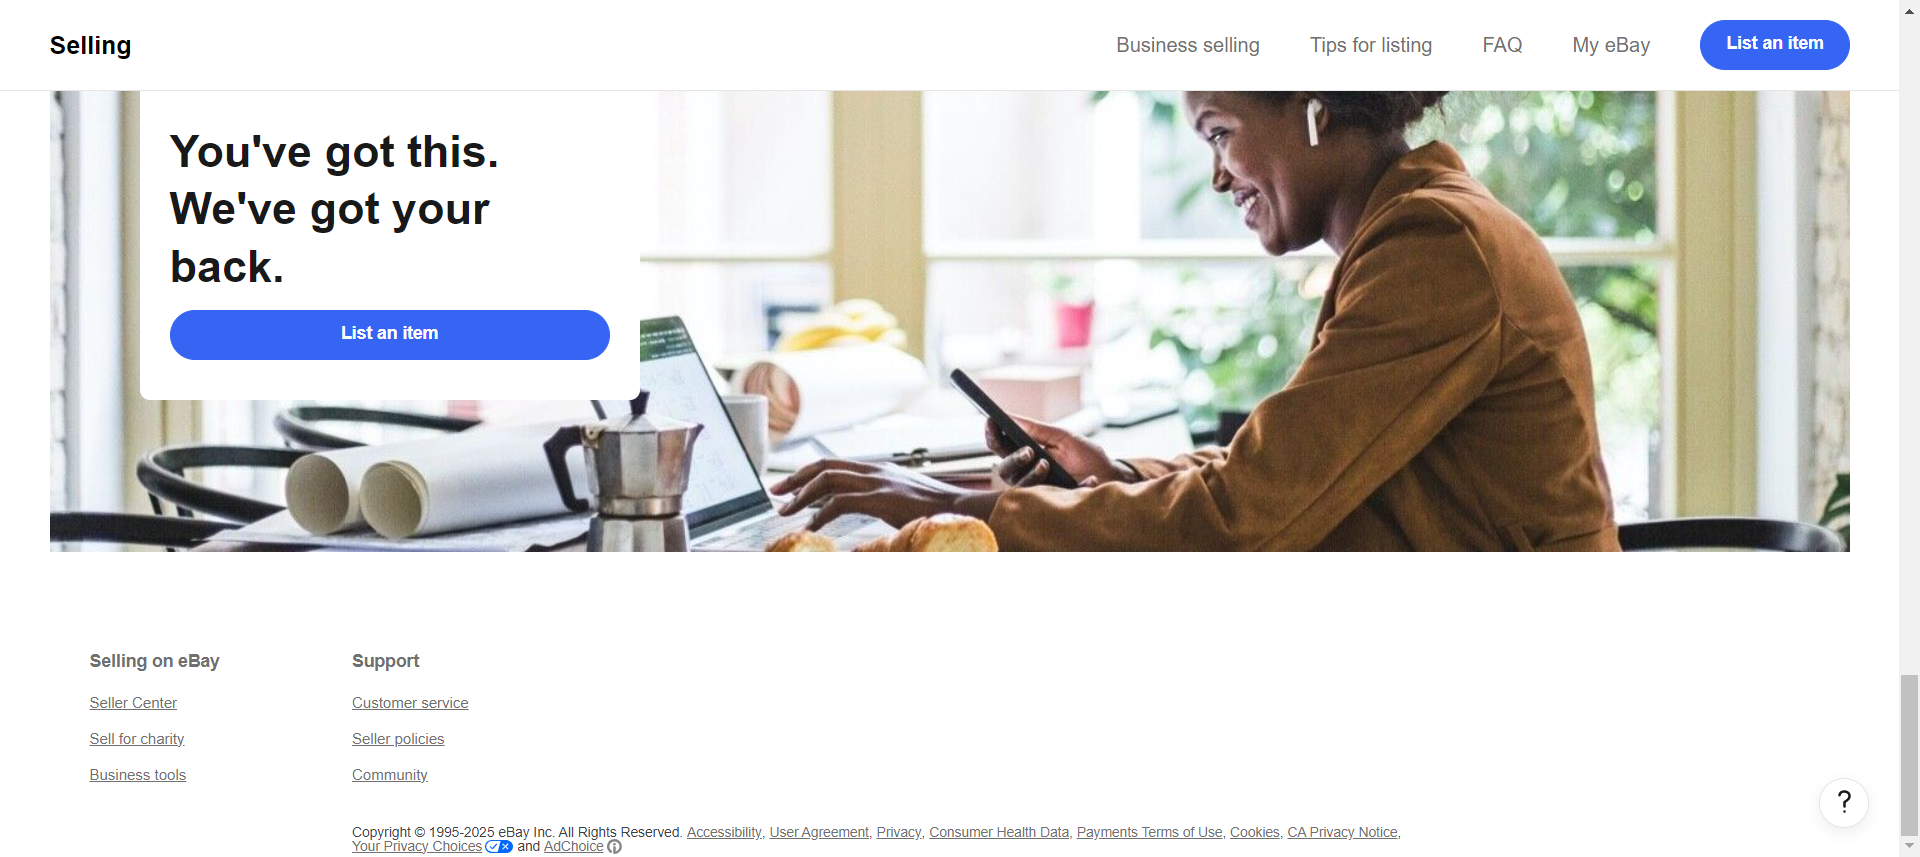 Selling
Business selling
Tips for listing
FAQ
My eBay
List an item
You've got this.
We've got your
back.
List an item
Selling on eBay
Seller Center
Sell for charity
Business tools
Support
Customer service
Seller policies
Community
?
Copyright © 1995-2025 eBay Inc. All Rights Reserved. Accessibility, User Agreement, Privacy, Consumer Health Data, Payments Terms of Use, Cookies, CA Privacy Notice,
Your Privacy Choices and AdChoice